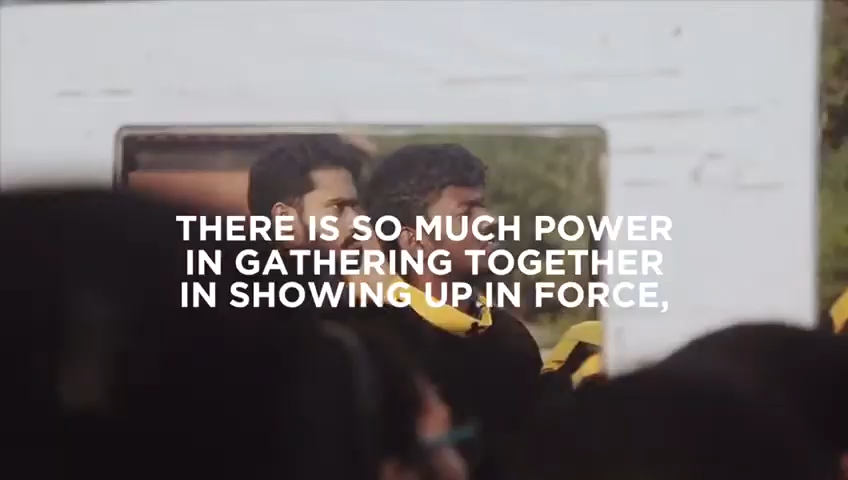 THERE IS SO MUCH POWER
IN GATHERING TOGETHER
IN SHOWING UP IN FORCE,